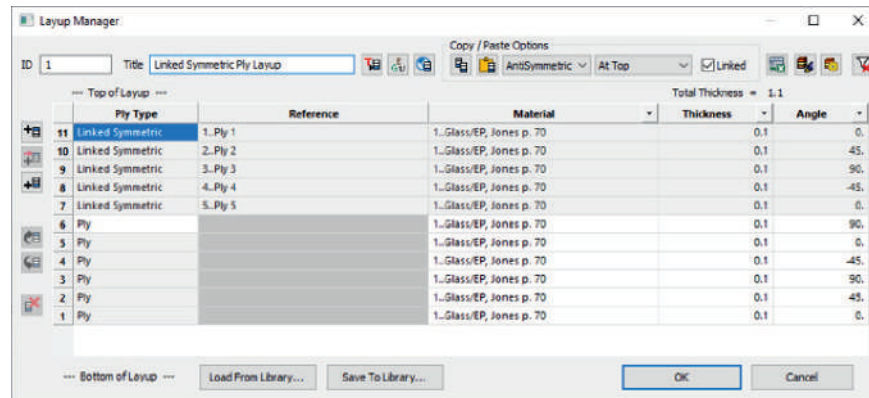 Layup Manager
Copy / Paste Options
ID 1 Title Linked Symmetric Ply Layup AntiSymmetric At Top Linked
--- Top of Layup --- Total Thickness = 1.1
Ply Type Reference Material Thickness Angle
11 Linked Symmetric 1..Ply 1 1..Glass/EP, Jones p. 70 0.1 0.
10 Linked Symmetric 2..Ply 2 1..Glass/EP, Jones p. 70 0.1 45.
9 Linked Symmetric 3..Ply 3 1..Glass/EP, Jones p. 70 0.1 90.
8 Linked Symmetric 4..Ply 4 1..Glass/EP, Jones p. 70 0.1 -45.
7 Linked Symmetric 5..Ply 5 1..Glass/EP, Jones p. 70 0.1 0.
6 Ply 1..Glass/EP, Jones p. 70 0.1 90.
5 Ply 1..Glass/EP, Jones p. 70 0.1 0.
4 Ply 1..Glass/EP, Jones p. 70 0.1 -45.
3 Ply 1..Glass/EP, Jones p. 70 0.1 90.
2 Ply 1..Glass/EP, Jones p. 70 0.1 45.
1 Ply 1..Glass/EP, Jones p. 70 0.1 0.
--- Bottom of Layup --- Load From Library... Save To Library... OK Cancel